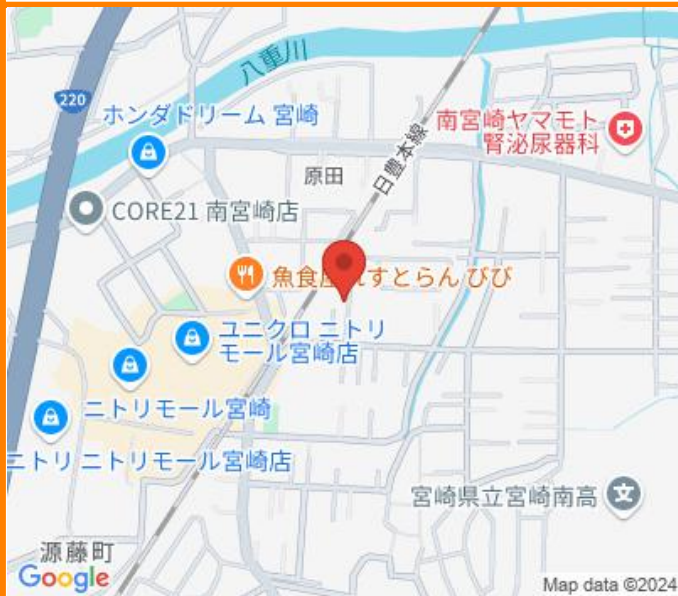 八重川
220
ホンダドリーム 宮崎
南宮崎ヤマモト
腎泌尿器科
日豊本線
原田
CORE21 南宮崎店
魚食
すとらん びび
ユニクロ ニトリ
モール宮崎店
ニトリモール宮崎
ニトリ ニトリモール宮崎店
宮崎県立宮崎南高
文
源藤町
Google
Map data ©2024